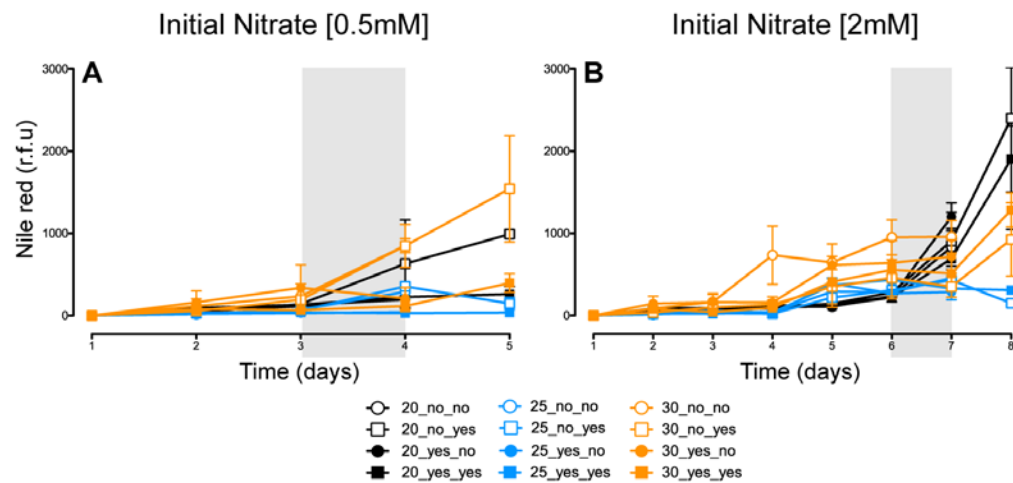 Initial Nitrate [0.5mM] Initial Nitrate [2mM]
A B
Nile red (r.f.u)
3000 3000
2000 2000
1000 1000
0 0
1 2 3 4 5 1 2 3 4 5 6 7 8
Time (days) Time (days)
20_no_no 25_no_no 30_no_no
20_no_yes 25_no_yes 30_no_yes
20_yes_no 25_yes_no 30_yes_no
20_yes_yes 25_yes_yes 30_yes_yes